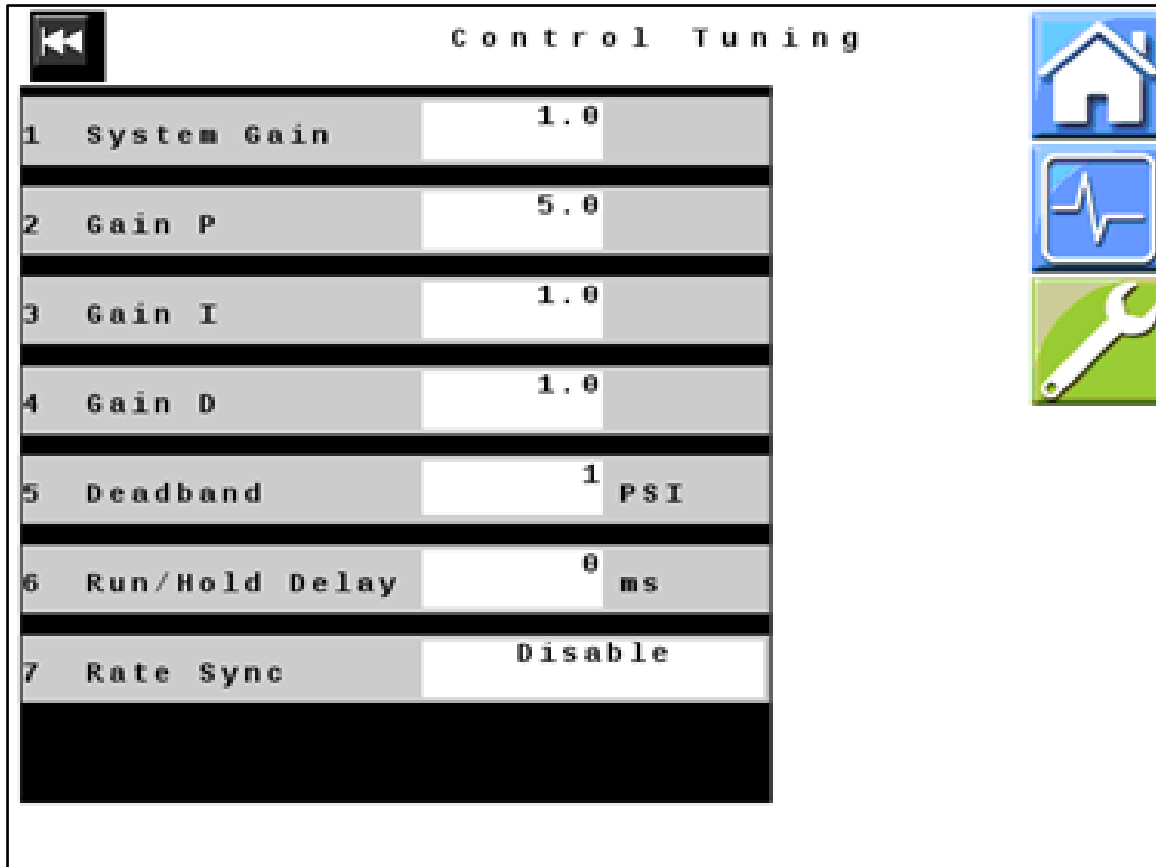 Control Tuning
1 System Gain 1.0
2 Gain P 5.0
3 Gain I 1.0
4 Gain D 1.0
5 Deadband 1 PSI
6 Run/Hold Delay 0 ms
7 Rate Sync Disable